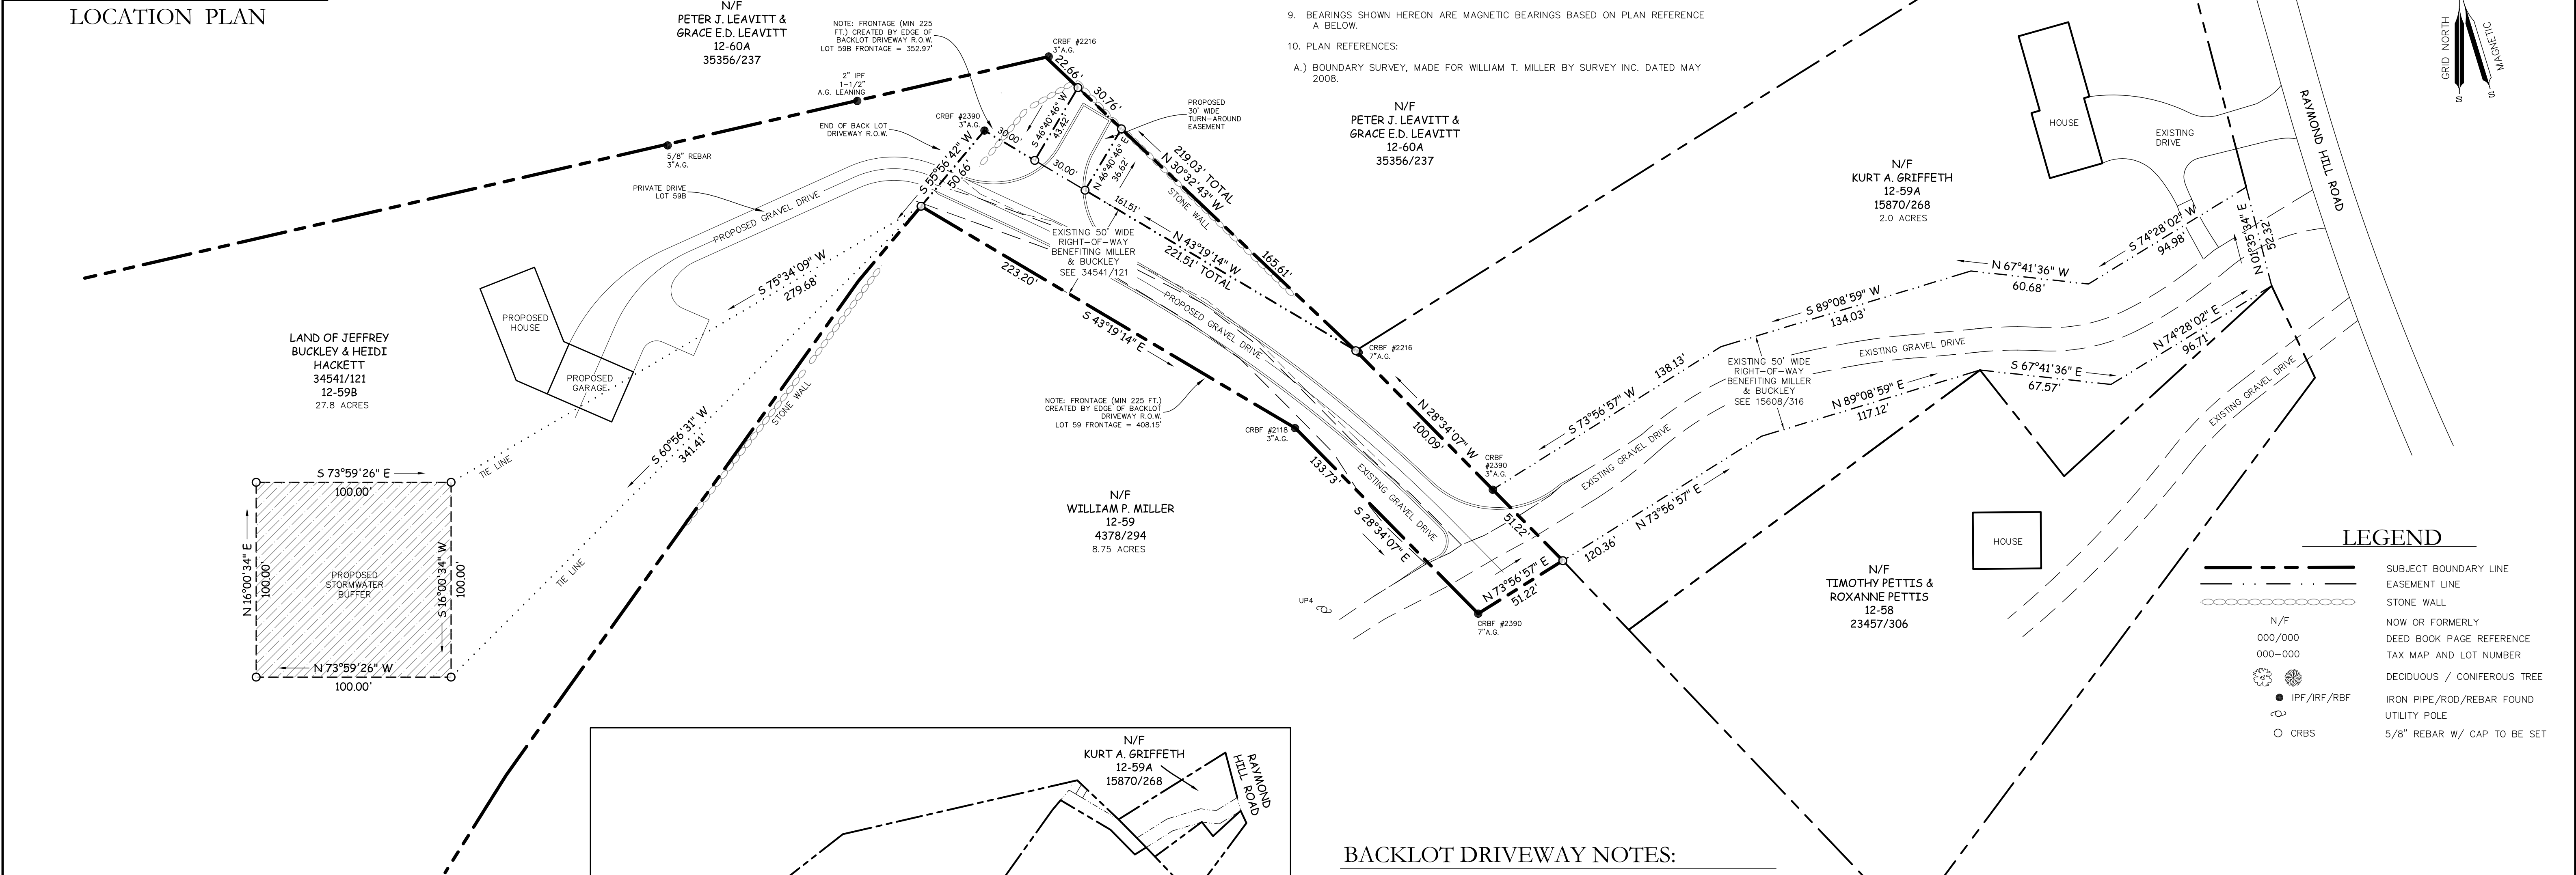 LOCATION PLAN
N/F
PETER J. LEAVITT &
GRACE E.D. LEAVITT
12-60A
35356/237
NOTE: FRONTAGE (MIN 225
FT.) CREATED BY EDGE OF
BACKLOT DRIVEWAY R.O.W.
LOT 59B FRONTAGE = 352.97'
2" IPF
1-1/2"
A.G. LEANING
5/8" REBAR
3"A.G.
END OF BACK LOT
DRIVEWAY R.O.W.
CRBF #2390
3"A.G.
CRBF #2216
3"A.G.
22.66'
30.76'
30.00'
S 46°40'46" W
43.42'
30.00'
N 46°40'46" E
36.62'
161.51'
PROPOSED
30' WIDE
TURN-AROUND
EASEMENT
219.03' TOTAL
N 30°32'43" W
STONE WALL
165.61'
N 43°19'14" W
221.51' TOTAL
S 55°56'42" W
50.66'
PRIVATE DRIVE
LOT 59B
PROPOSED GRAVEL DRIVE
EXISTING 50' WIDE
RIGHT-OF-WAY
BENEFITING MILLER
& BUCKLEY
SEE 34541/121
223.20'
S 43°19'14" E
PROPOSED GRAVEL DRIVE
S 75°34'09" W
279.68'
PROPOSED
HOUSE
PROPOSED
GARAGE
LAND OF JEFFREY
BUCKLEY & HEIDI
HACKETT
34541/121
12-59B
27.8 ACRES
S 60°56'31" W
341.41'
STONE WALL
TIE LINE
TIE LINE
S 73°59'26" E
100.00'
N 16°00'34" E
100.00'
PROPOSED
STORMWATER
BUFFER
S 16°00'34" W
100.00'
N 73°59'26" W
100.00'
9. BEARINGS SHOWN HEREON ARE MAGNETIC BEARINGS BASED ON PLAN REFERENCE
A BELOW.
10. PLAN REFERENCES:
A.) BOUNDARY SURVEY, MADE FOR WILLIAM T. MILLER BY SURVEY INC. DATED MAY
2008.
N/F
PETER J. LEAVITT &
GRACE E.D. LEAVITT
12-60A
35356/237
CRBF #2216
7"A.G.
NOTE: FRONTAGE (MIN 225 FT.)
CREATED BY EDGE OF BACKLOT
DRIVEWAY R.O.W.
LOT 59 FRONTAGE = 408.15'
CRBF #2118
3"A.G.
133.73'
S 28°34'07" E
EXISTING GRAVEL DRIVE
N 28°34'07" W
100.09'
CRBF
#2390
3"A.G.
51.22'
N 73°56'57" E
51.22'
CRBF #2390
7"A.G.
UP4
N/F
WILLIAM P. MILLER
12-59
4378/294
8.75 ACRES
HOUSE
EXISTING
DRIVE
RAYMOND HILL ROAD
N/F
KURT A. GRIFFETH
12-59A
15870/268
2.0 ACRES
S 74°28'02" W
94.98'
N 01°35'34" E
52.32'
N 67°41'36" W
60.68'
S 89°08'59" W
134.03'
138.13'
S 73°56'57" W
EXISTING 50' WIDE
RIGHT-OF-WAY
BENEFITING MILLER
& BUCKLEY
SEE 15608/316
EXISTING GRAVEL DRIVE
EXISTING GRAVEL DRIVE
N 74°28'02" E
96.71'
S 67°41'36" E
67.57'
N 89°08'59" E
117.12'
N 73°56'57" E
120.36'
EXISTING GRAVEL DRIVE
HOUSE
N/F
TIMOTHY PETTIS &
ROXANNE PETTIS
12-58
23457/306
GRID NORTH
MAGNETIC
S
S
LEGEND
SUBJECT BOUNDARY LINE
EASEMENT LINE
STONE WALL
N/F NOW OR FORMERLY
000/000 DEED BOOK PAGE REFERENCE
000-000 TAX MAP AND LOT NUMBER
DECIDUOUS / CONIFEROUS TREE
IPF/IRF/RBF IRON PIPE/ROD/REBAR FOUND
UTILITY POLE
CRBS 5/8" REBAR W/ CAP TO BE SET
N/F
KURT A. GRIFFETH
12-59A
15870/268
RAYMOND
HILL ROAD
BACKLOT DRIVEWAY NOTES: